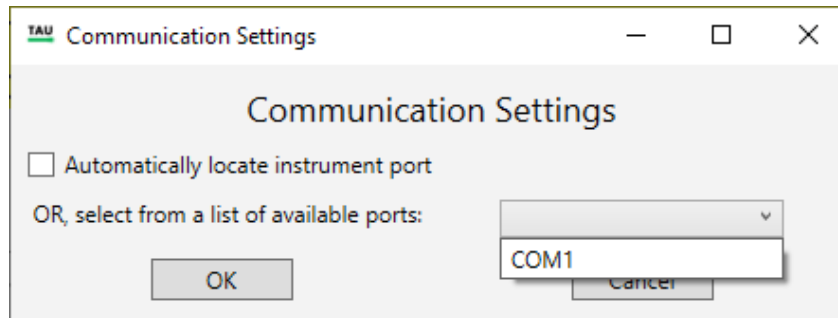 TAU Communication Settings
Communication Settings
Automatically locate instrument port
OR, select from a list of available ports:
COM1
OK
Cancel